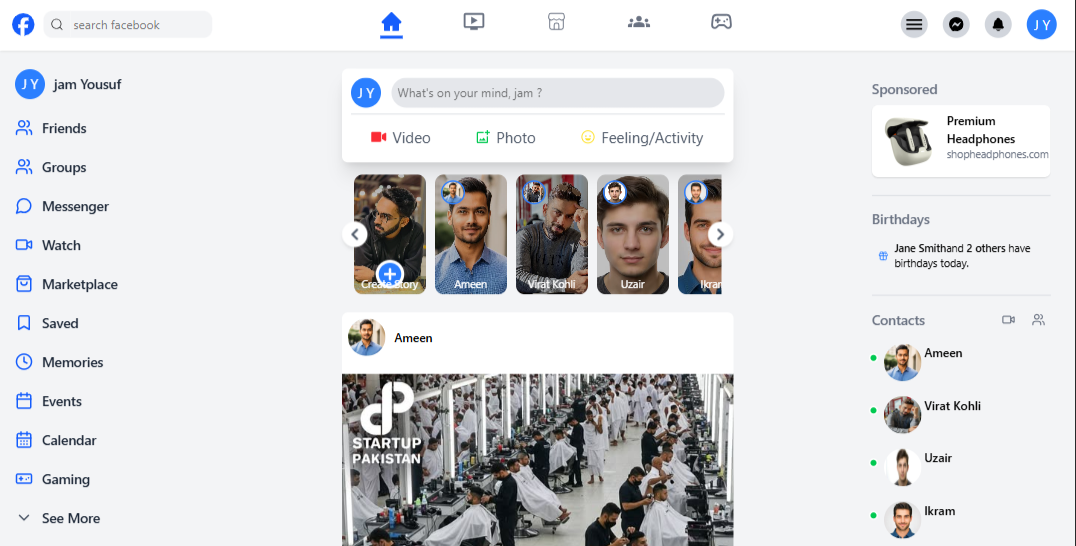 search facebook
J Y
J Y
jam Yousuf
Friends
Groups
Messenger
Watch
Marketplace
Saved
Memories
Events
Calendar
Gaming
See More
J Y
What's on your mind, jam ?
Video
Photo
Feeling/Activity
Create Story
Ameen
Virat Kohli
Uzair
Ikram
Ameen
STARTUP
PAKISTAN
Sponsored
Premium
Headphones
shopheadphones.com
Birthdays
Jane Smithand 2 others have
birthdays today.
Contacts
Ameen
Virat Kohli
Uzair
Ikram